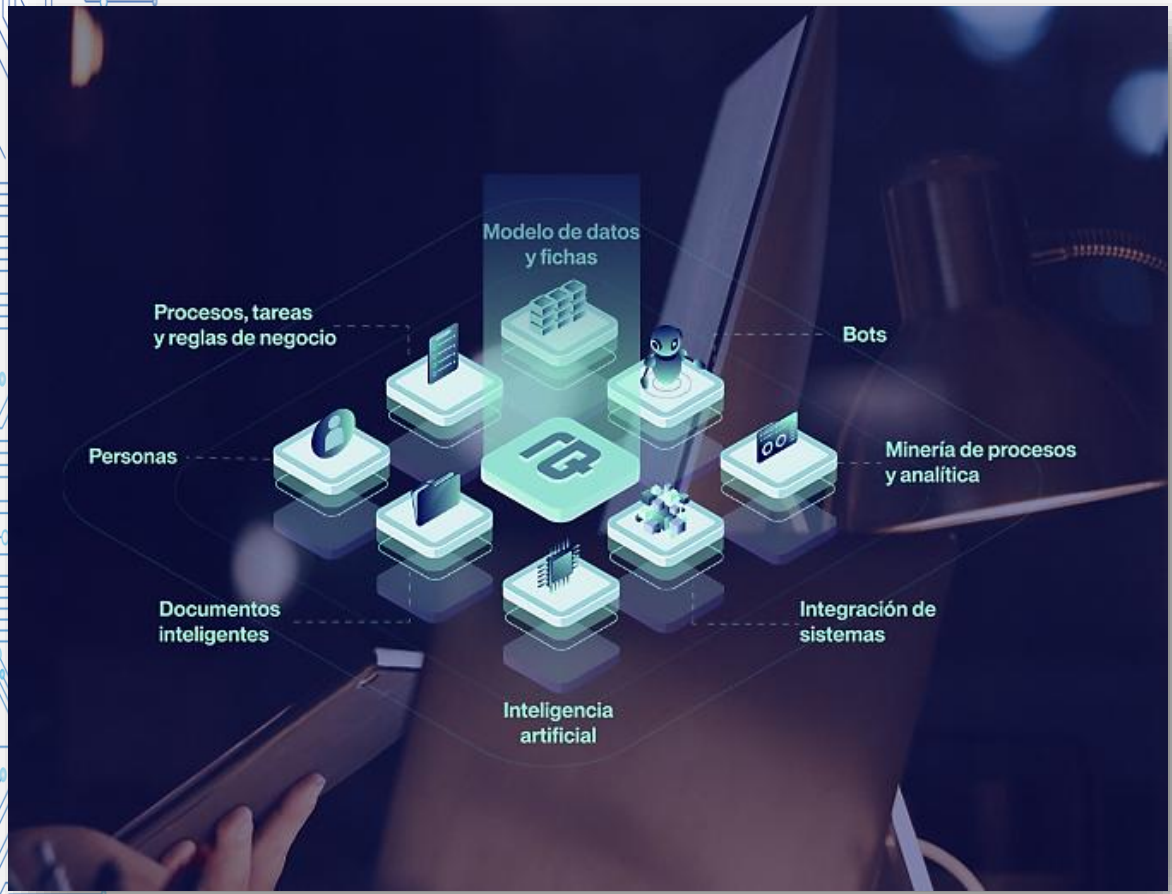 Modelo de datos
y fichas
Procesos, tareas
y reglas de negocio
Bots
Personas
Minería de procesos
y analítica
Documentos
inteligentes
Integración de
sistemas
Inteligencia
artificial